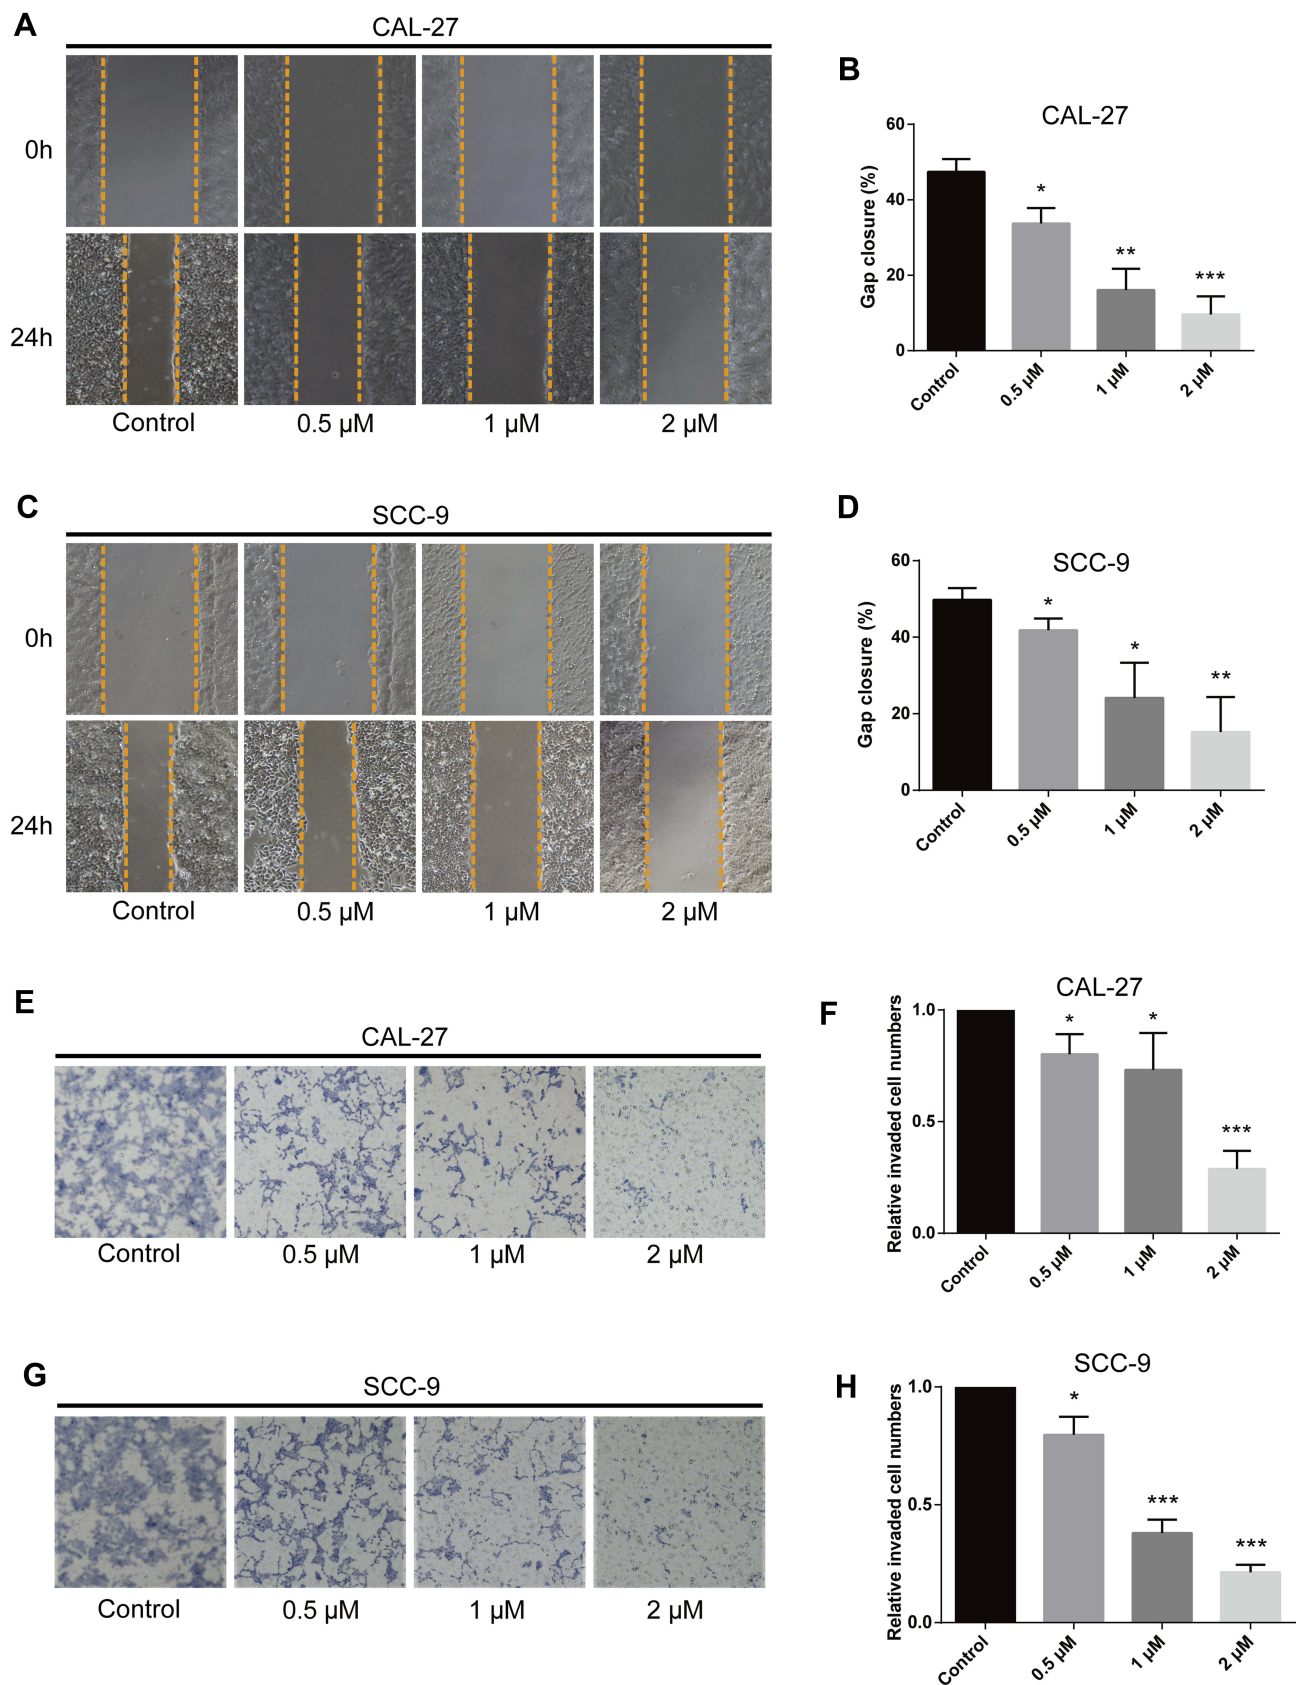 A
CAL-27
0h
24h
Control 0.5 µM 1 µM 2 µM
B
CAL-27
Gap closure (%)
60
40
20
0
* ** ***
Control 0.5 µM 1 µM 2 µM
C
SCC-9
0h
24h
Control 0.5 µM 1 µM 2 µM
D
SCC-9
Gap closure (%)
60
40
20
0
* * **
Control 0.5 µM 1 µM 2 µM
E
CAL-27
Control 0.5 µM 1 µM 2 µM
F
CAL-27
Relative invaded cell numbers
1.0
0.5
0.0
* * ***
Control 0.5 µM 1 µM 2 µM
G
SCC-9
Control 0.5 µM 1 µM 2 µM
H
SCC-9
Relative invaded cell numbers
1.0
0.5
0.0
* *** ***
Control 0.5 µM 1 µM 2 µM